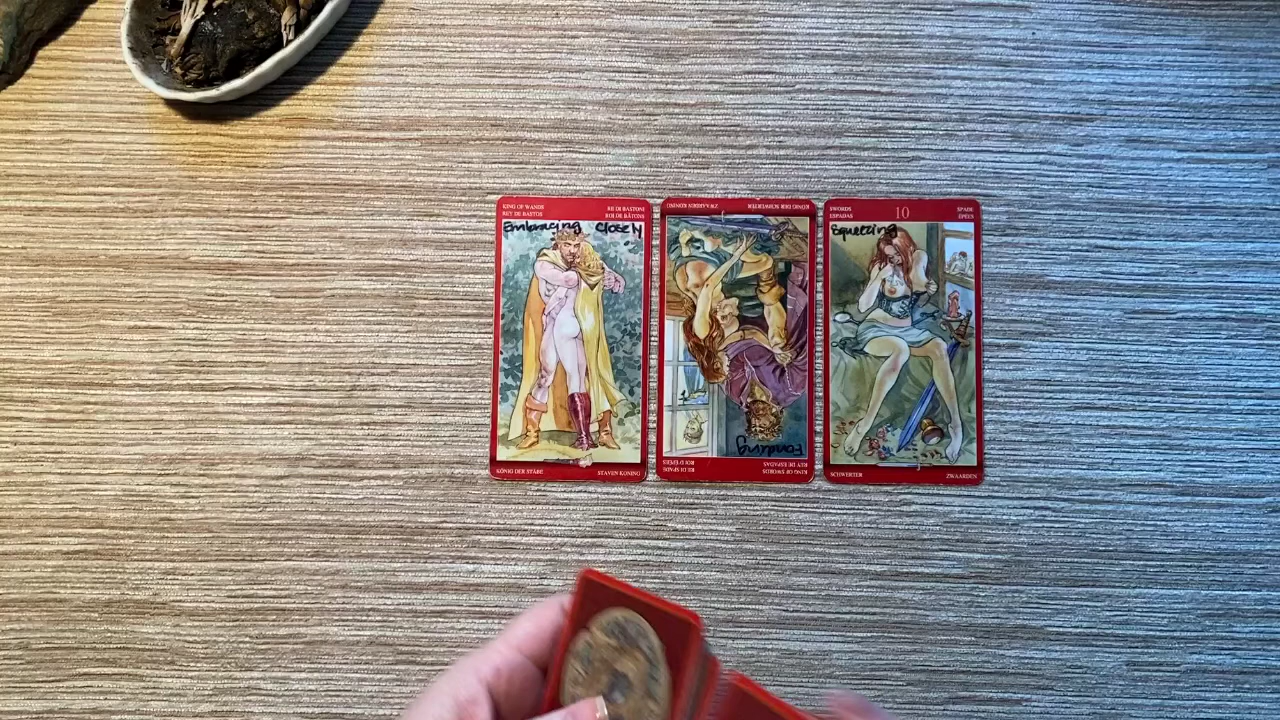 KING OF WANDS RE DI BASTONI
REY DE BASTOS ROI DE BÂTONS
Embracing Closely
KÖNIG DER STÄBE STAVEN KONING
ZWAARDEN KONING KÖNIG DER SCHWERTER
Fonding
RE DI SPADE KING OF SWORDS
ROI D'ÉPÉES REY DE ESPADAS
SWORDS 10 SPADE
ESPADAS ÉPÉES
Squeezing
SCHWERTER ZWAARDEN